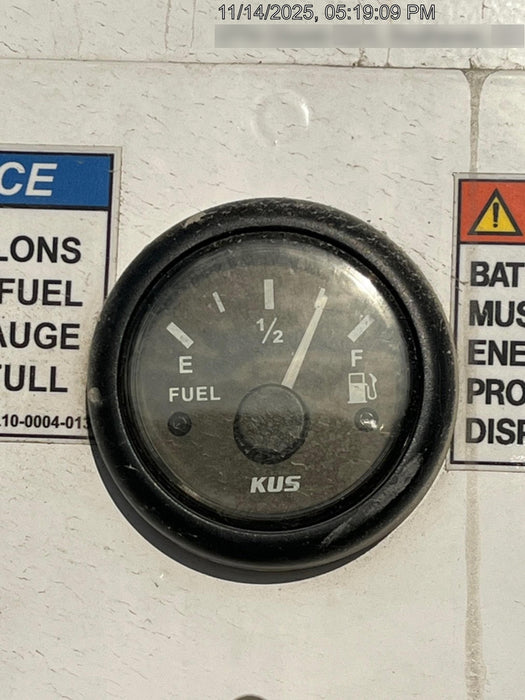 11/14/2025, 05:19:09 PM
CE
LONS
FUEL
AUGE
ULL
10-0004-013
1/2
E
F
FUEL
KUS
BAT
MUS
ENE
PRO
DISP